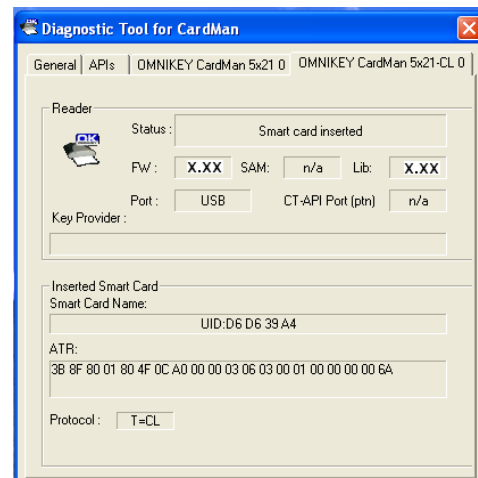 Diagnostic Tool for CardMan
General APIs OMNIKEY CardMan 5x21 0 OMNIKEY CardMan 5x21-CL 0
Reader
OK
Status : Smart card inserted
FW : X.XX SAM: n/a Lib: X.XX
Port : USB CT-API Port (ptn) n/a
Key Provider :
Inserted Smart Card
Smart Card Name:
UID:D6 D6 39 A4
ATR:
3B 8F 80 01 80 4F 0C A0 00 00 03 06 03 00 01 00 00 00 00 6A
Protocol : T=CL